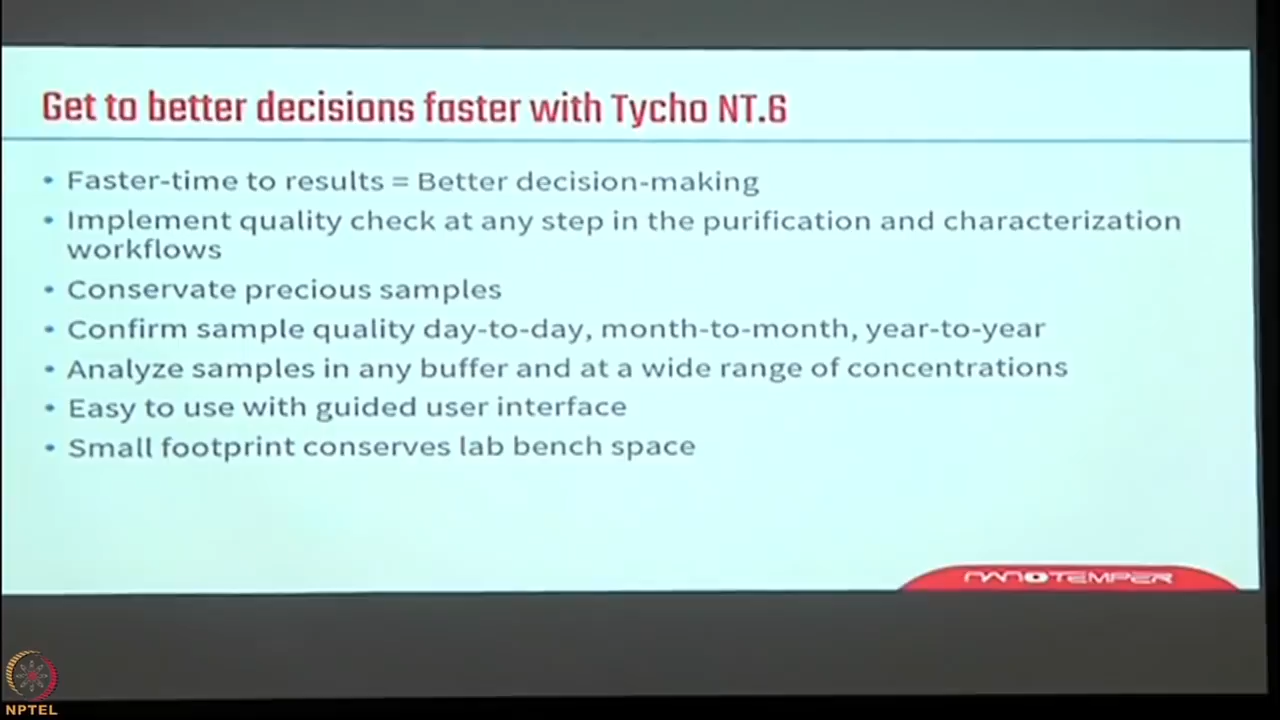 Get to better decisions faster with Tycho NT.6
• Faster-time to results = Better decision-making
• Implement quality check at any step in the purification and characterization
workflows
• Conservate precious samples
• Confirm sample quality day-to-day, month-to-month, year-to-year
• Analyze samples in any buffer and at a wide range of concentrations
• Easy to use with guided user interface
• Small footprint conserves lab bench space
NANOTEMPER
NPTEL